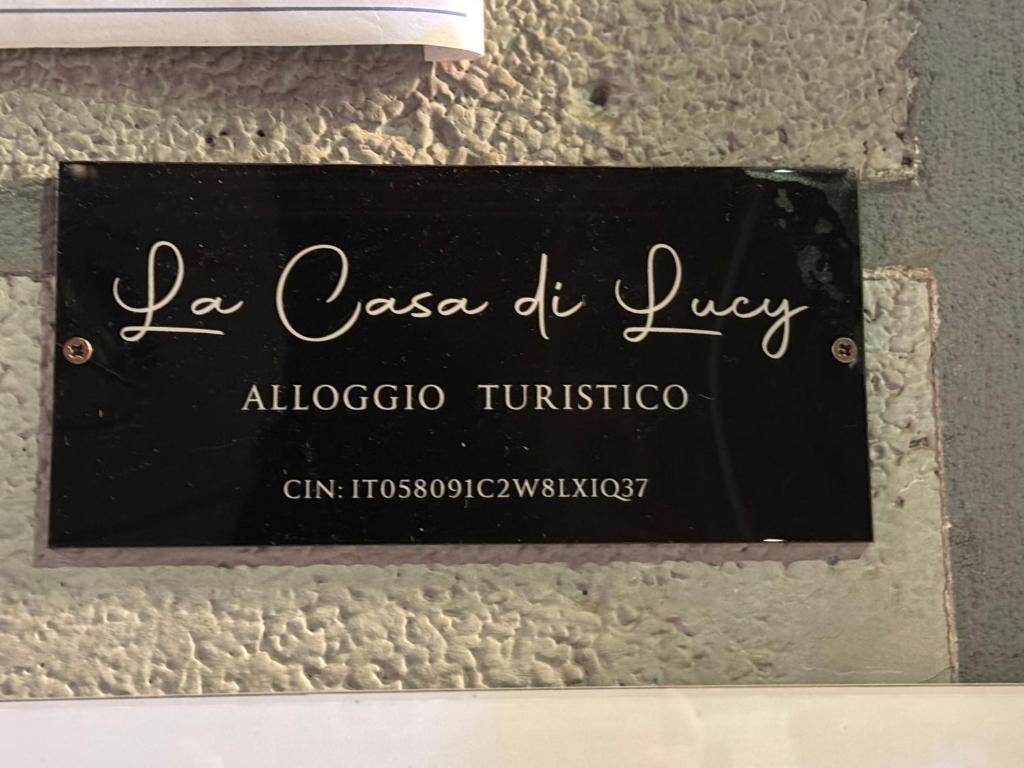 La Casa di Lucy
ALLOGGIO TURISTICO
CIN: IT058091C2W8LXIQ37